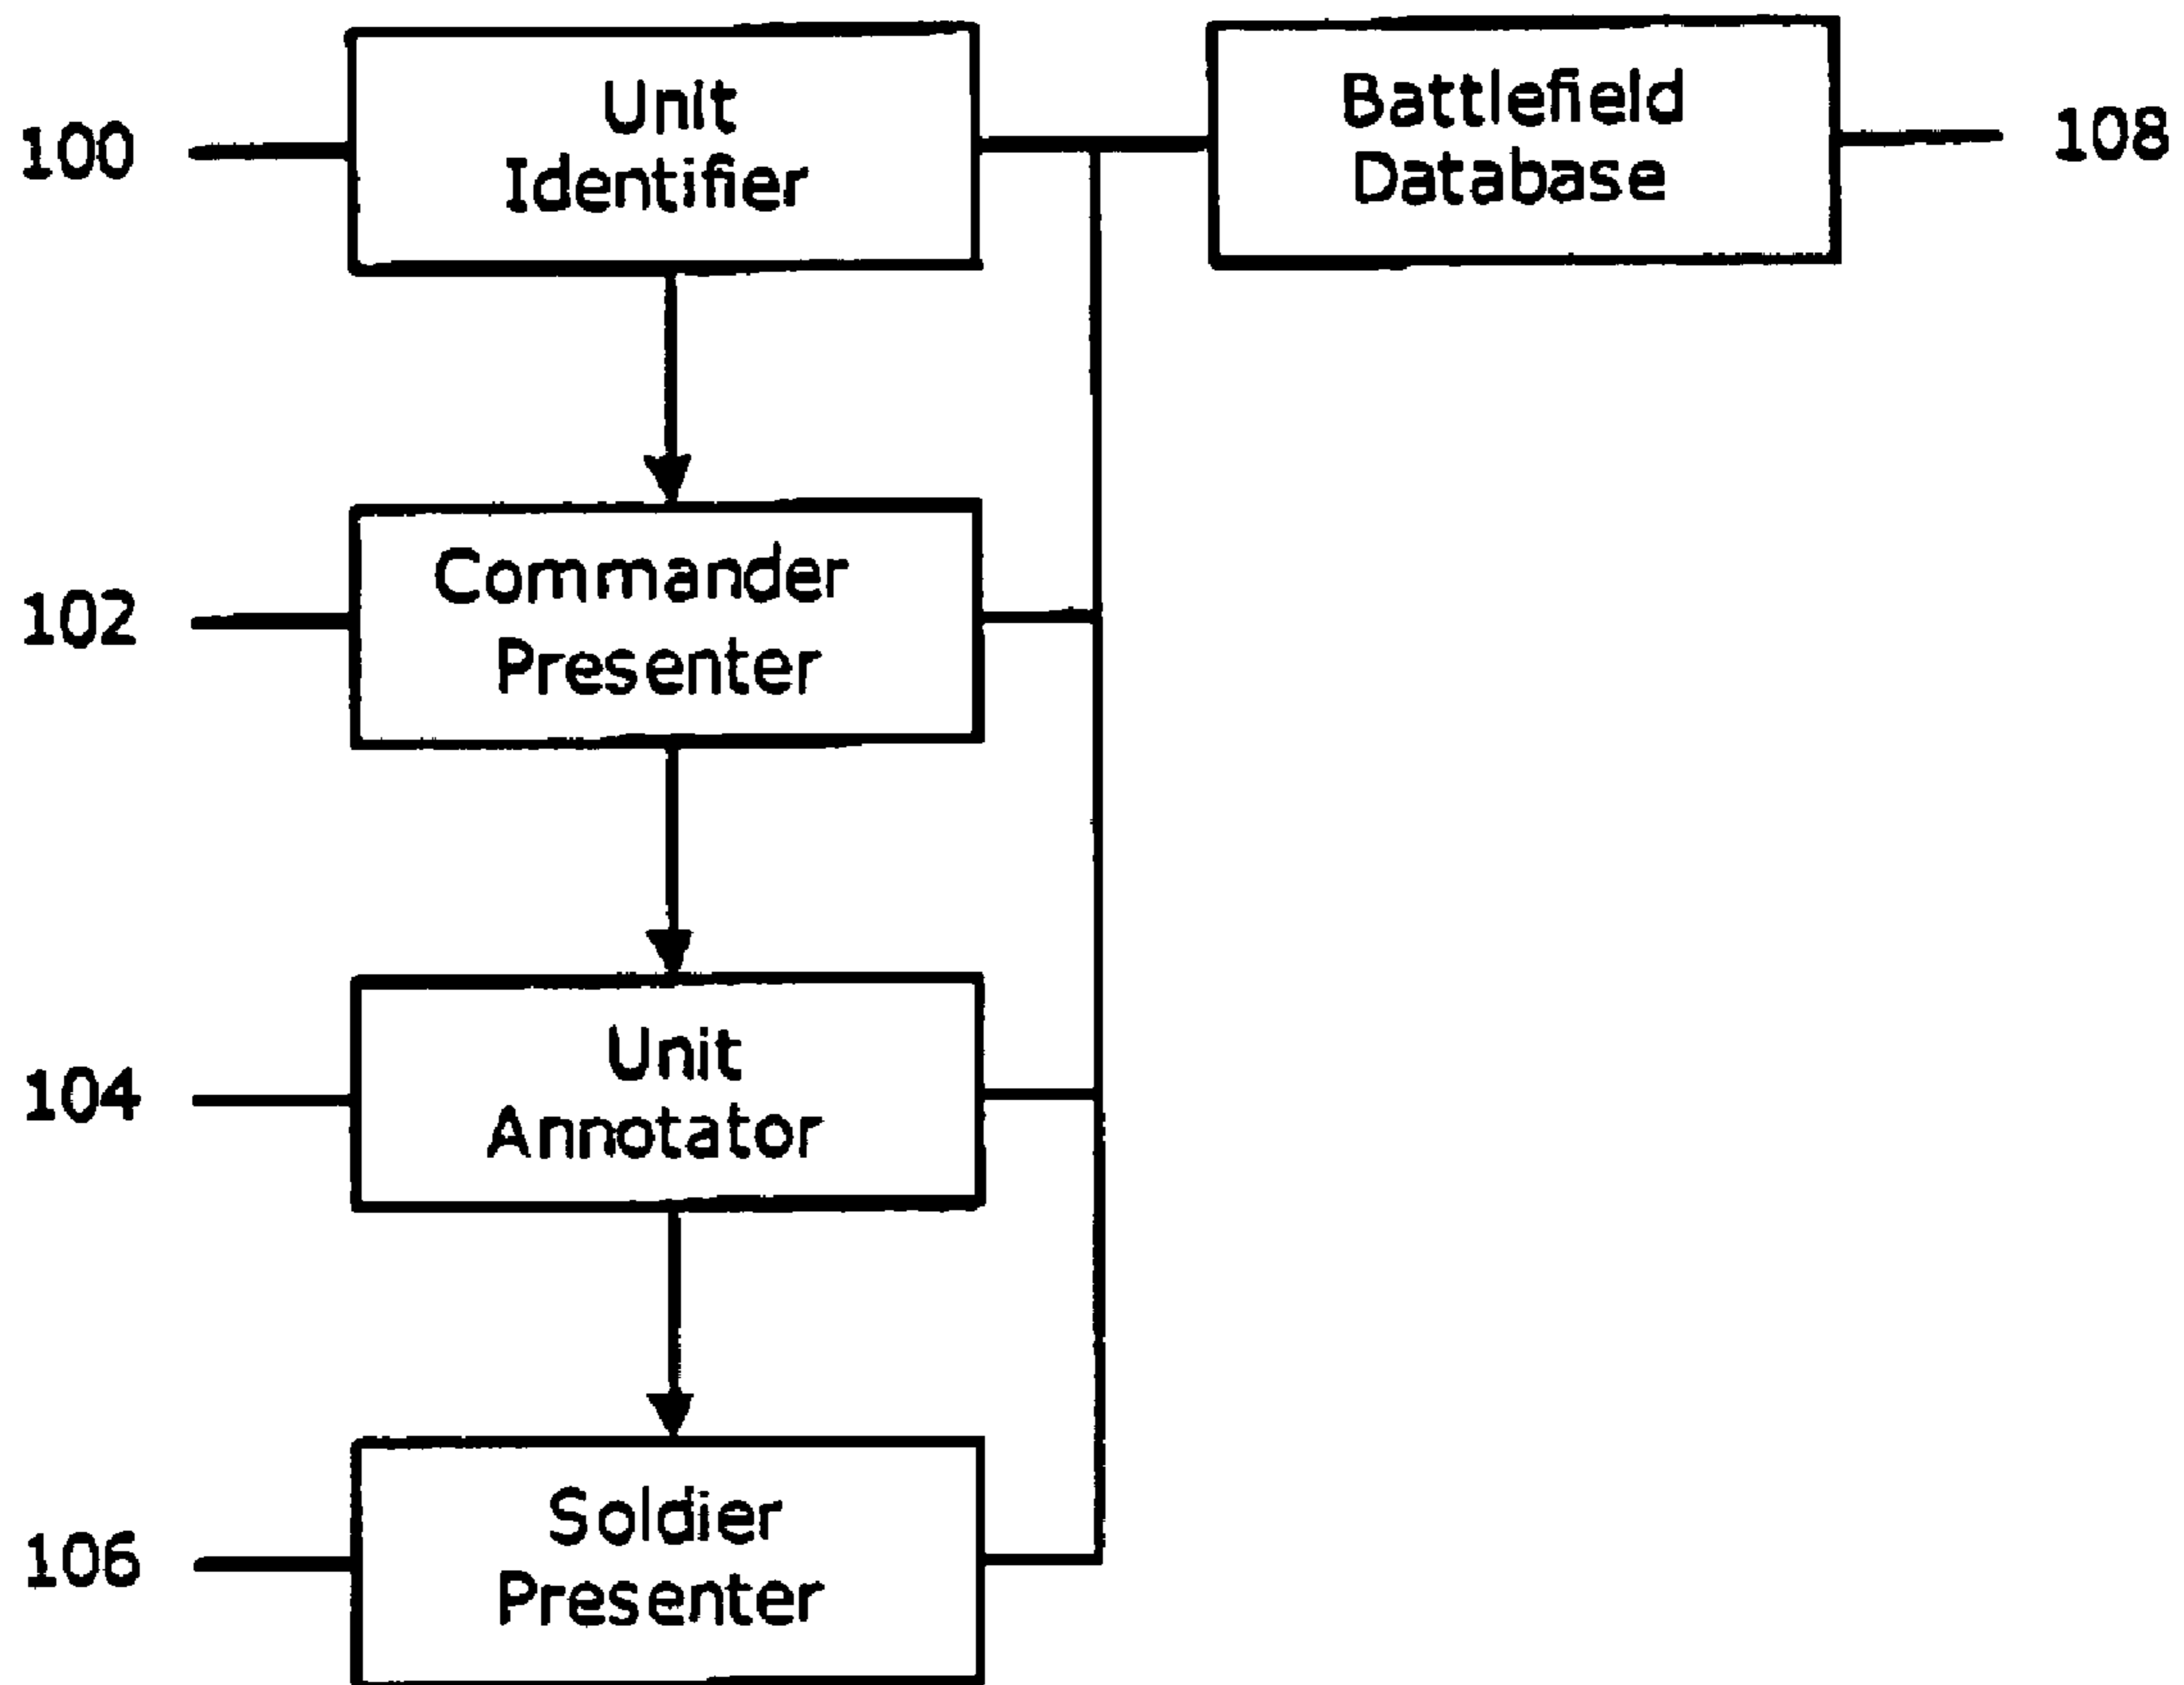 100
Unit
Identifier
Battlefield
Database
108
102
Commander
Presenter
104
Unit
Annotator
106
Soldier
Presenter